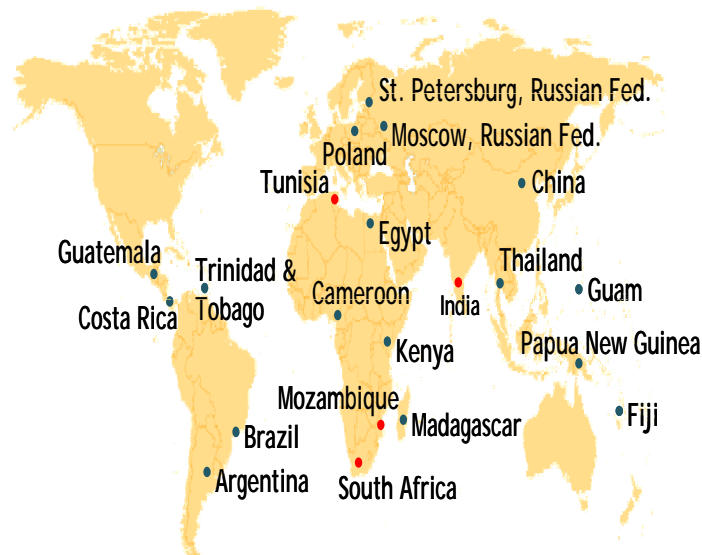 St. Petersburg, Russian Fed.
Moscow, Russian Fed.
Poland
Tunisia
China
Egypt
Guatemala
Trinidad &
Tobago
Thailand
Cameroon
India
Guam
Costa Rica
Kenya
Papua New Guinea
Mozambique
Madagascar
Fiji
Brazil
Argentina
South Africa